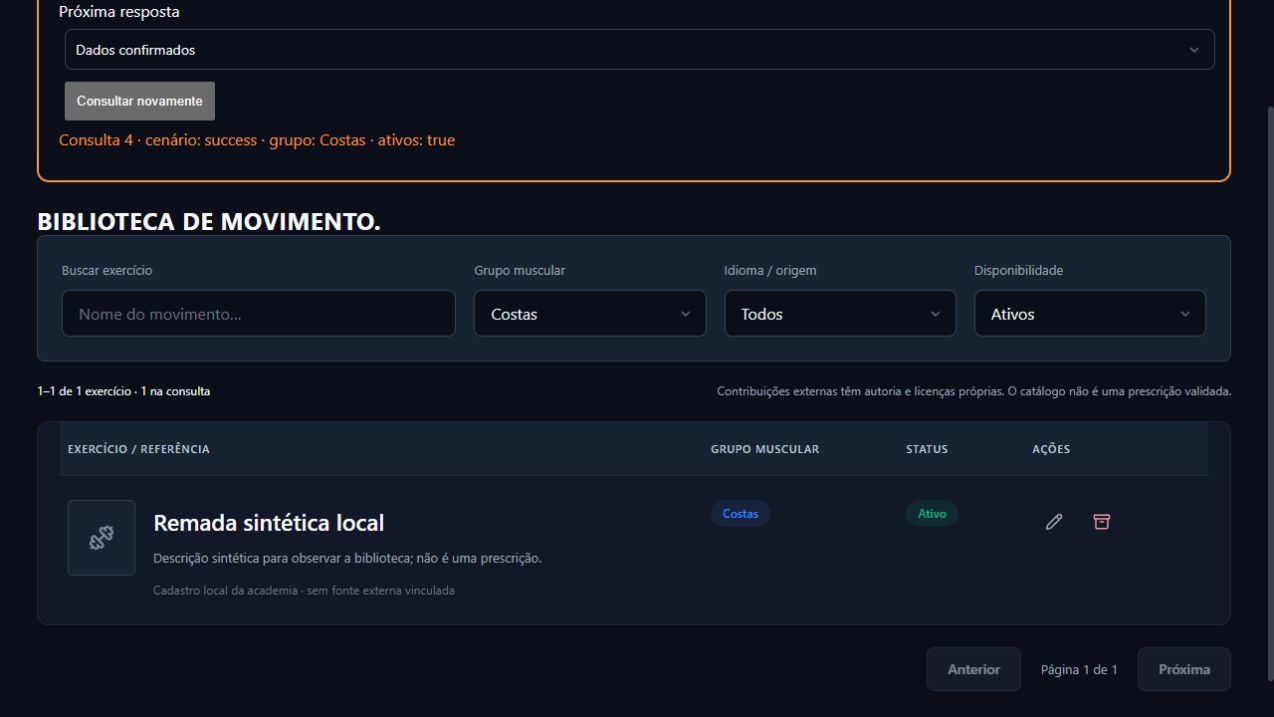 Próxima resposta
Dados confirmados
Consultar novamente
Consulta 4 · cenário: success · grupo: Costas · ativos: true
BIBLIOTECA DE MOVIMENTO.
Buscar exercício
Grupo muscular
Idioma / origem
Disponibilidade
Nome do movimento...
Costas
Todos
Ativos
1–1 de 1 exercício · 1 na consulta
Contribuições externas têm autoria e licenças próprias. O catálogo não é uma prescrição validada.
EXERCÍCIO / REFERÊNCIA
GRUPO MUSCULAR
STATUS
AÇÕES
Remada sintética local
Costas
Ativo
Descrição sintética para observar a biblioteca; não é uma prescrição.
Cadastro local da academia · sem fonte externa vinculada
Anterior
Página 1 de 1
Próxima